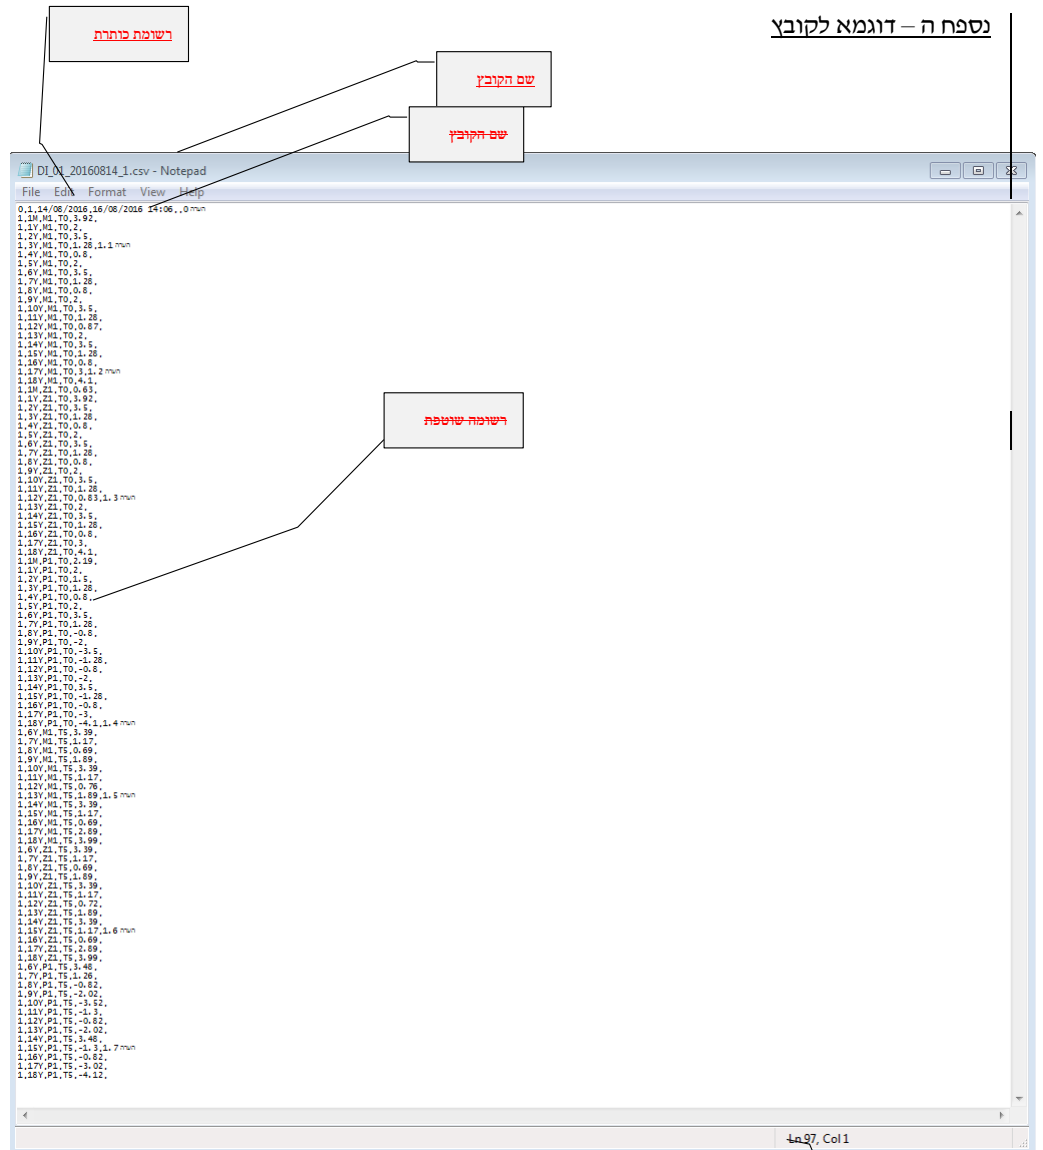 נספח ה – דוגמא לקובץ
רשומת כותרת
שם הקובץ
שם הקובץ
DI_01_20160814_1.csv - Notepad
File Edit Format View Help
0,1,14/08/2016,16/08/2016 14:06,,0 הערה
1,1M,M1,T0,3.92,
1,1Y,M1,T0,2,
1,2Y,M1,T0,3.5,
1,3Y,M1,T0,1.28,1.1 הערה
1,4Y,M1,T0,0.8,
1,5Y,M1,T0,2,
1,6Y,M1,T0,3.5,
1,7Y,M1,T0,1.28,
1,8Y,M1,T0,0.8,
1,9Y,M1,T0,2,
1,10Y,M1,T0,3.5,
1,11Y,M1,T0,1.28,
1,12Y,M1,T0,0.87,
1,13Y,M1,T0,2,
1,14Y,M1,T0,3.5,
1,15Y,M1,T0,1.28,
1,16Y,M1,T0,0.8,
1,17Y,M1,T0,3,1.2 הערה
1,18Y,M1,T0,4.1,
1,1M,Z1,T0,0.63,
1,1Y,Z1,T0,3.92,
1,2Y,Z1,T0,3.5,
1,3Y,Z1,T0,1.28,
1,4Y,Z1,T0,0.8,
1,5Y,Z1,T0,2,
1,6Y,Z1,T0,3.5,
1,7Y,Z1,T0,1.28,
1,8Y,Z1,T0,0.8,
1,9Y,Z1,T0,2,
1,10Y,Z1,T0,3.5,
1,11Y,Z1,T0,1.28,
1,12Y,Z1,T0,0.83,1.3 הערה
1,13Y,Z1,T0,2,
1,14Y,Z1,T0,3.5,
1,15Y,Z1,T0,1.28,
1,16Y,Z1,T0,0.8,
1,17Y,Z1,T0,3,
1,18Y,Z1,T0,4.1,
1,1M,P1,T0,2.19,
1,1Y,P1,T0,2,
1,2Y,P1,T0,1.5,
1,3Y,P1,T0,1.28,
1,4Y,P1,T0,0.8,
1,5Y,P1,T0,2,
1,6Y,P1,T0,3.5,
1,7Y,P1,T0,1.28,
1,8Y,P1,T0,-0.8,
1,9Y,P1,T0,-2,
1,10Y,P1,T0,-3.5,
1,11Y,P1,T0,-1.28,
1,12Y,P1,T0,-0.8,
1,13Y,P1,T0,-2,
1,14Y,P1,T0,3.5,
1,15Y,P1,T0,-1.28,
1,16Y,P1,T0,-0.8,
1,17Y,P1,T0,-3,
1,18Y,P1,T0,-4.1,1.4 הערה
1,6Y,M1,T5,3.39,
1,7Y,M1,T5,1.17,
1,8Y,M1,T5,0.69,
1,9Y,M1,T5,1.89,
1,10Y,M1,T5,3.39,
1,11Y,M1,T5,1.17,
1,12Y,M1,T5,0.76,
1,13Y,M1,T5,1.89,1.5 הערה
1,14Y,M1,T5,3.39,
1,15Y,M1,T5,1.17,
1,16Y,M1,T5,0.69,
1,17Y,M1,T5,2.89,
1,18Y,M1,T5,3.99,
1,6Y,Z1,T5,3.39,
1,7Y,Z1,T5,1.17,
1,8Y,Z1,T5,0.69,
1,9Y,Z1,T5,1.89,
1,10Y,Z1,T5,3.39,
1,11Y,Z1,T5,1.17,
1,12Y,Z1,T5,0.72,
1,13Y,Z1,T5,1.89,
1,14Y,Z1,T5,3.39,
1,15Y,Z1,T5,1.17,1.6 הערה
1,16Y,Z1,T5,0.69,
1,17Y,Z1,T5,2.89,
1,18Y,Z1,T5,3.99,
1,6Y,P1,T5,3.48,
1,7Y,P1,T5,1.26,
1,8Y,P1,T5,-0.82,
1,9Y,P1,T5,-2.02,
1,10Y,P1,T5,-3.52,
1,11Y,P1,T5,-1.3,
1,12Y,P1,T5,-0.82,
1,13Y,P1,T5,-2.02,
1,14Y,P1,T5,3.48,
1,15Y,P1,T5,-1.3,1.7 הערה
1,16Y,P1,T5,-0.82,
1,17Y,P1,T5,-3.02,
1,18Y,P1,T5,-4.12,
רשומה שוטפת
Ln 97, Col 1